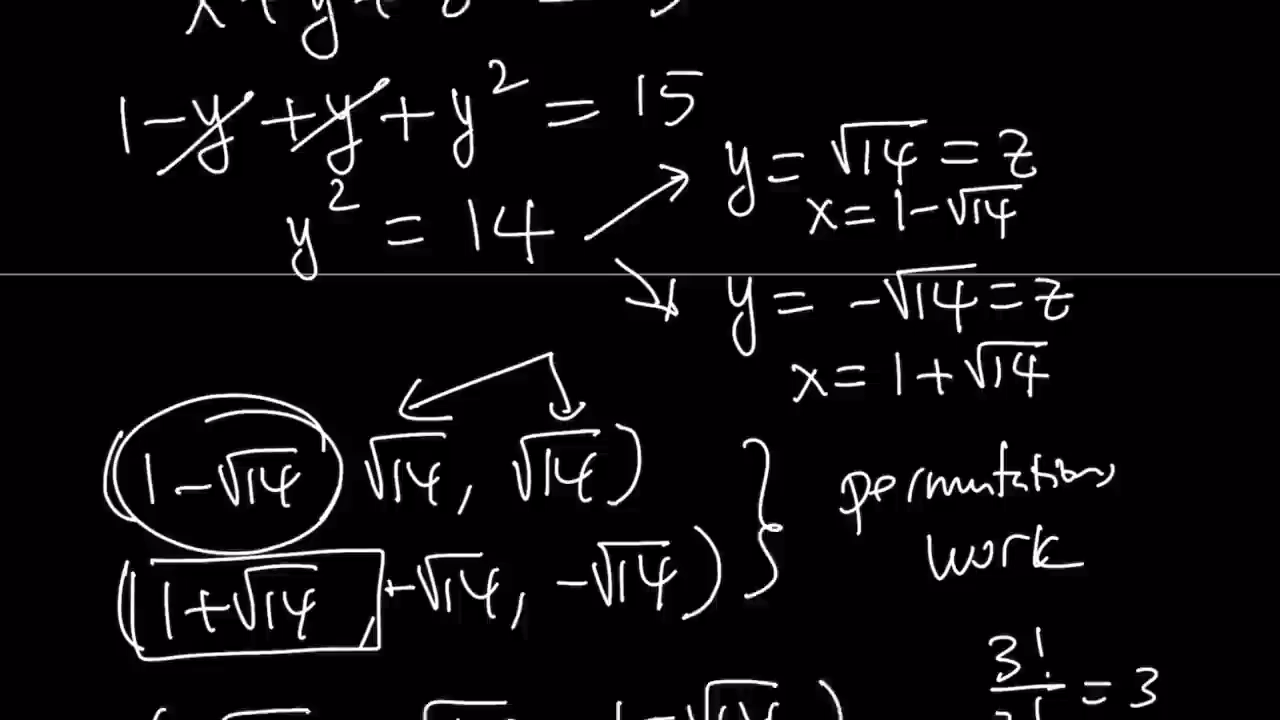 1 - y + y + y² = 15
y = √14 = z
x = 1 - √14
y² = 14
y = -√14 = z
x = 1 + √14
(1 - √14 √14, √14)
permutations
work
(1 + √14 -√14, -√14)
3!
= 3